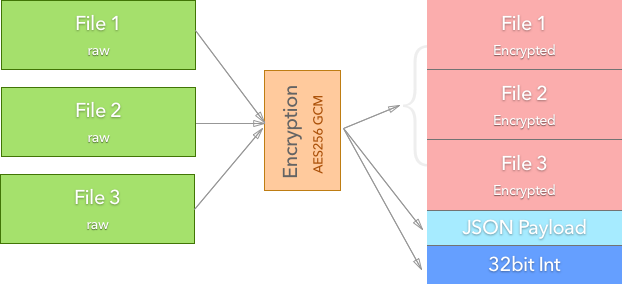 File 1
raw
File 2
raw
File 3
raw
Encryption
AES256 GCM
File 1
Encrypted
File 2
Encrypted
File 3
Encrypted
JSON Payload
32bit Int